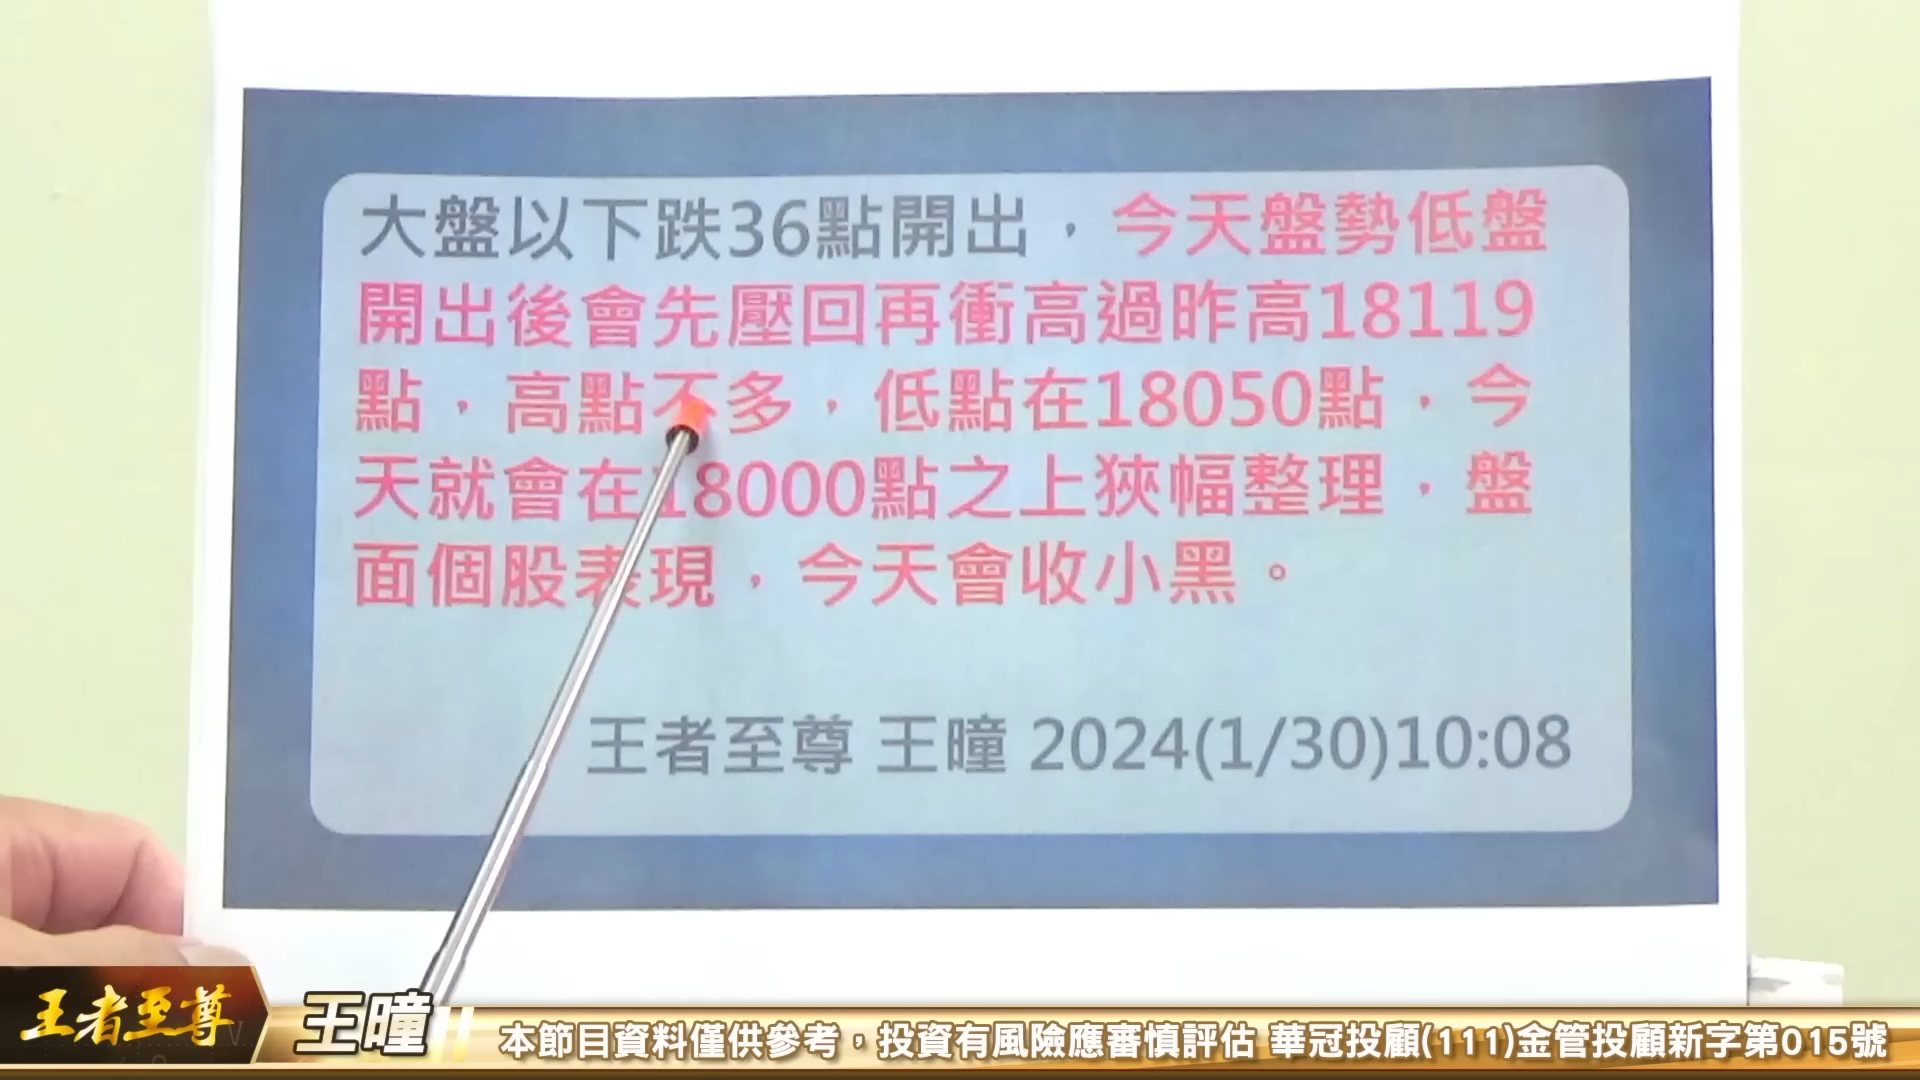 大盤以下跌36點開出，今天盤勢低盤
開出後會先壓回再衝高過昨高18119
點，高點不多，低點在18050點，今
天就會在18000點之上狹幅整理，盤
面個股表現，今天會收小黑。
王者至尊 王曈 2024(1/30)10:08
王者至尊
王曈
本節目資料僅供參考，投資有風險應審慎評估 華冠投顧(111)金管投顧新字第015號